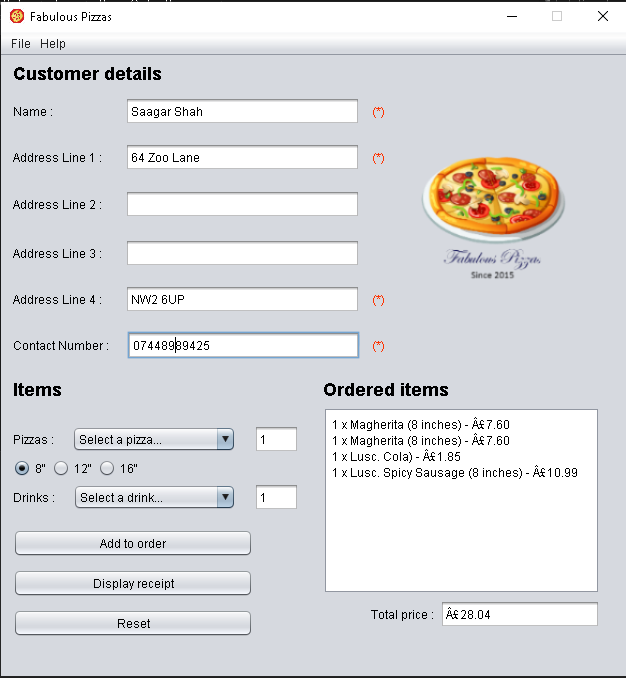 Fabulous Pizzas
File Help
Customer details
Name : Saagar Shah (*)
Address Line 1 : 64 Zoo Lane (*)
Address Line 2 :
Address Line 3 :
Address Line 4 : NW2 6UP (*)
Contact Number : 07448989425 (*)
Fabulous Pizzas
Since 2015
Items
Pizzas : Select a pizza... 1
8" 12" 16"
Drinks : Select a drink... 1
Add to order
Display receipt
Reset
Ordered items
1 x Magherita (8 inches) - Â£7.60
1 x Magherita (8 inches) - Â£7.60
1 x Lusc. Cola) - Â£1.85
1 x Lusc. Spicy Sausage (8 inches) - Â£10.99
Total price : Â£28.04